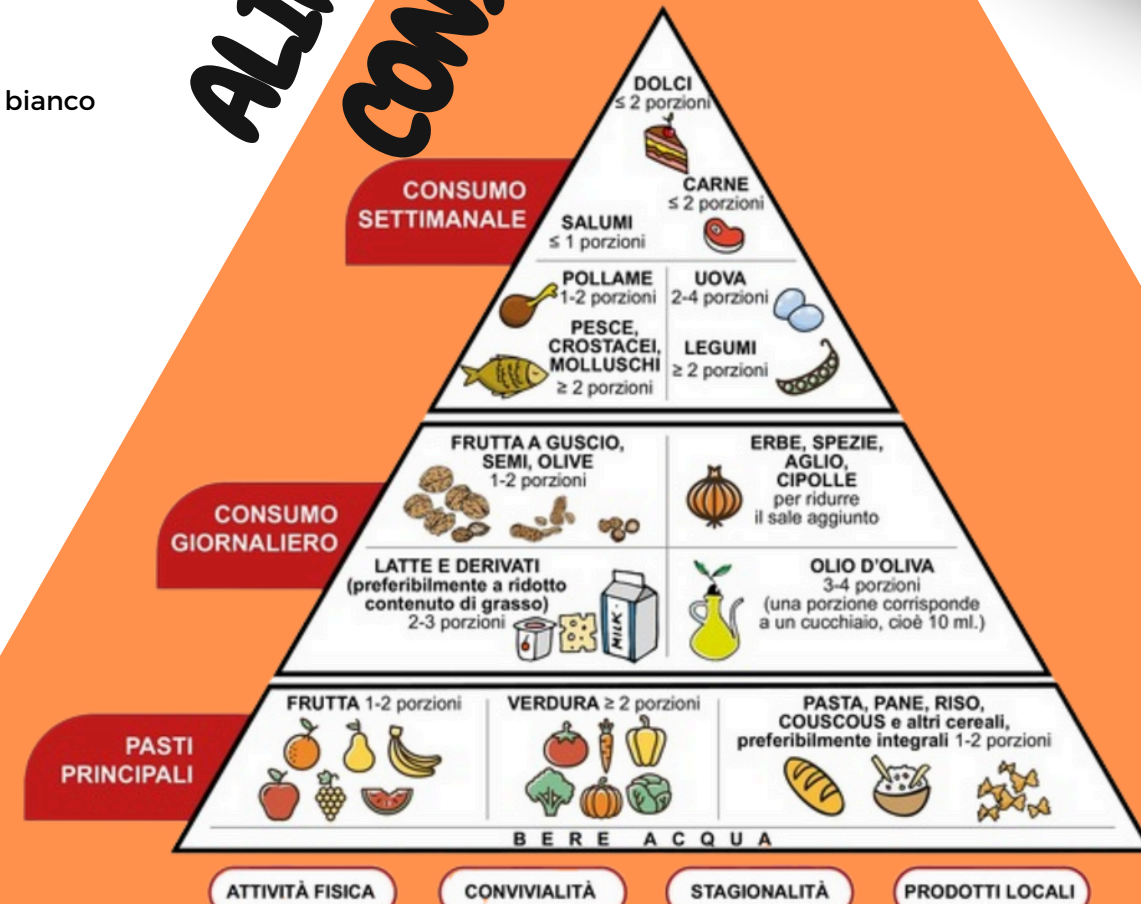 bianco
DOLCI
≤ 2 porzioni
CARNE
≤ 2 porzioni
SALUMI
≤ 1 porzioni
CONSUMO
SETTIMANALE
POLLAME
1-2 porzioni
UOVA
2-4 porzioni
PESCE,
CROSTACEI,
MOLLUSCHI
≥ 2 porzioni
LEGUMI
≥ 2 porzioni
CONSUMO
GIORNALIERO
FRUTTA A GUSCIO,
SEMI, OLIVE
1-2 porzioni
ERBE, SPEZIE,
AGLIO,
CIPOLLE
per ridurre
il sale aggiunto
LATTE E DERIVATI
(preferibilmente a ridotto
contenuto di grasso)
2-3 porzioni
MILK
OLIO D'OLIVA
3-4 porzioni
(una porzione corrisponde
a un cucchiaio, cioè 10 ml.)
PASTI
PRINCIPALI
FRUTTA 1-2 porzioni
VERDURA ≥ 2 porzioni
PASTA, PANE, RISO,
COUSCOUS e altri cereali,
preferibilmente integrali 1-2 porzioni
BERE ACQUA
ATTIVITÀ FISICA
CONVIVIALITÀ
STAGIONALITÀ
PRODOTTI LOCALI